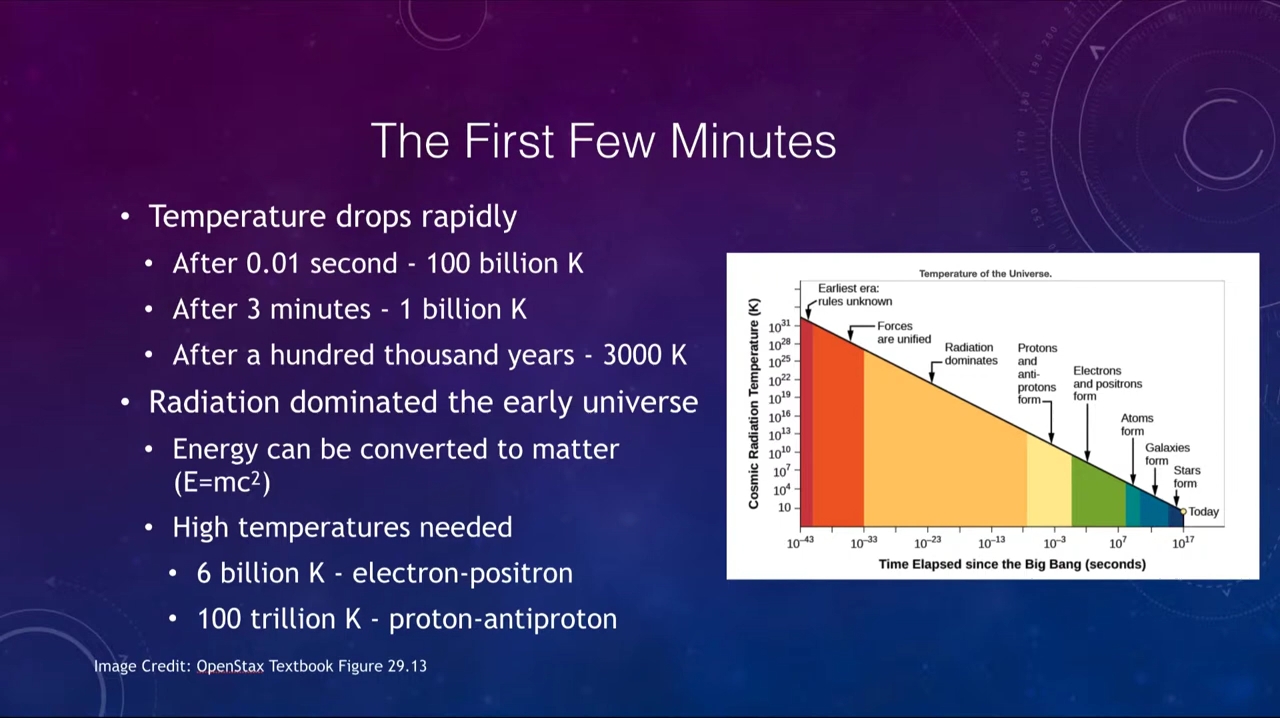 The First Few Minutes
• Temperature drops rapidly
• After 0.01 second - 100 billion K
• After 3 minutes - 1 billion K
• After a hundred thousand years - 3000 K
• Radiation dominated the early universe
• Energy can be converted to matter
(E=mc²)
• High temperatures needed
• 6 billion K - electron-positron
• 100 trillion K - proton-antiproton
Image Credit: OpenStax Textbook Figure 29.13
Temperature of the Universe.
Cosmic Radiation Temperature (K)
10³¹
10²⁸
10²⁵
10²²
10¹⁹
10¹⁶
10¹³
10¹⁰
10⁷
10⁴
10
Earliest era:
rules unknown
Forces
are unified
Radiation
dominates
Protons
and
anti-
protons
form
Electrons
and positrons
form
Atoms
form
Galaxies
form
Stars
form
Today
10⁻⁴³ 10⁻³³ 10⁻²³ 10⁻¹³ 10⁻³ 10⁷ 10¹⁷
Time Elapsed since the Big Bang (seconds)
200
190
170
160
150